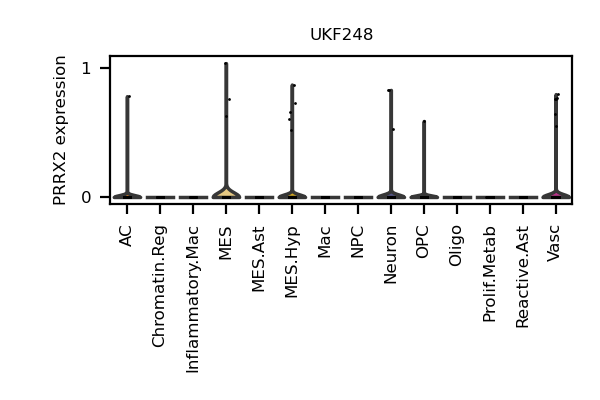 UKF248
PRRX2 expression
1
0
AC
Chromatin.Reg
Inflammatory.Mac
MES
MES.Ast
MES.Hyp
Mac
NPC
Neuron
OPC
Oligo
Prolif.Metab
Reactive.Ast
Vasc